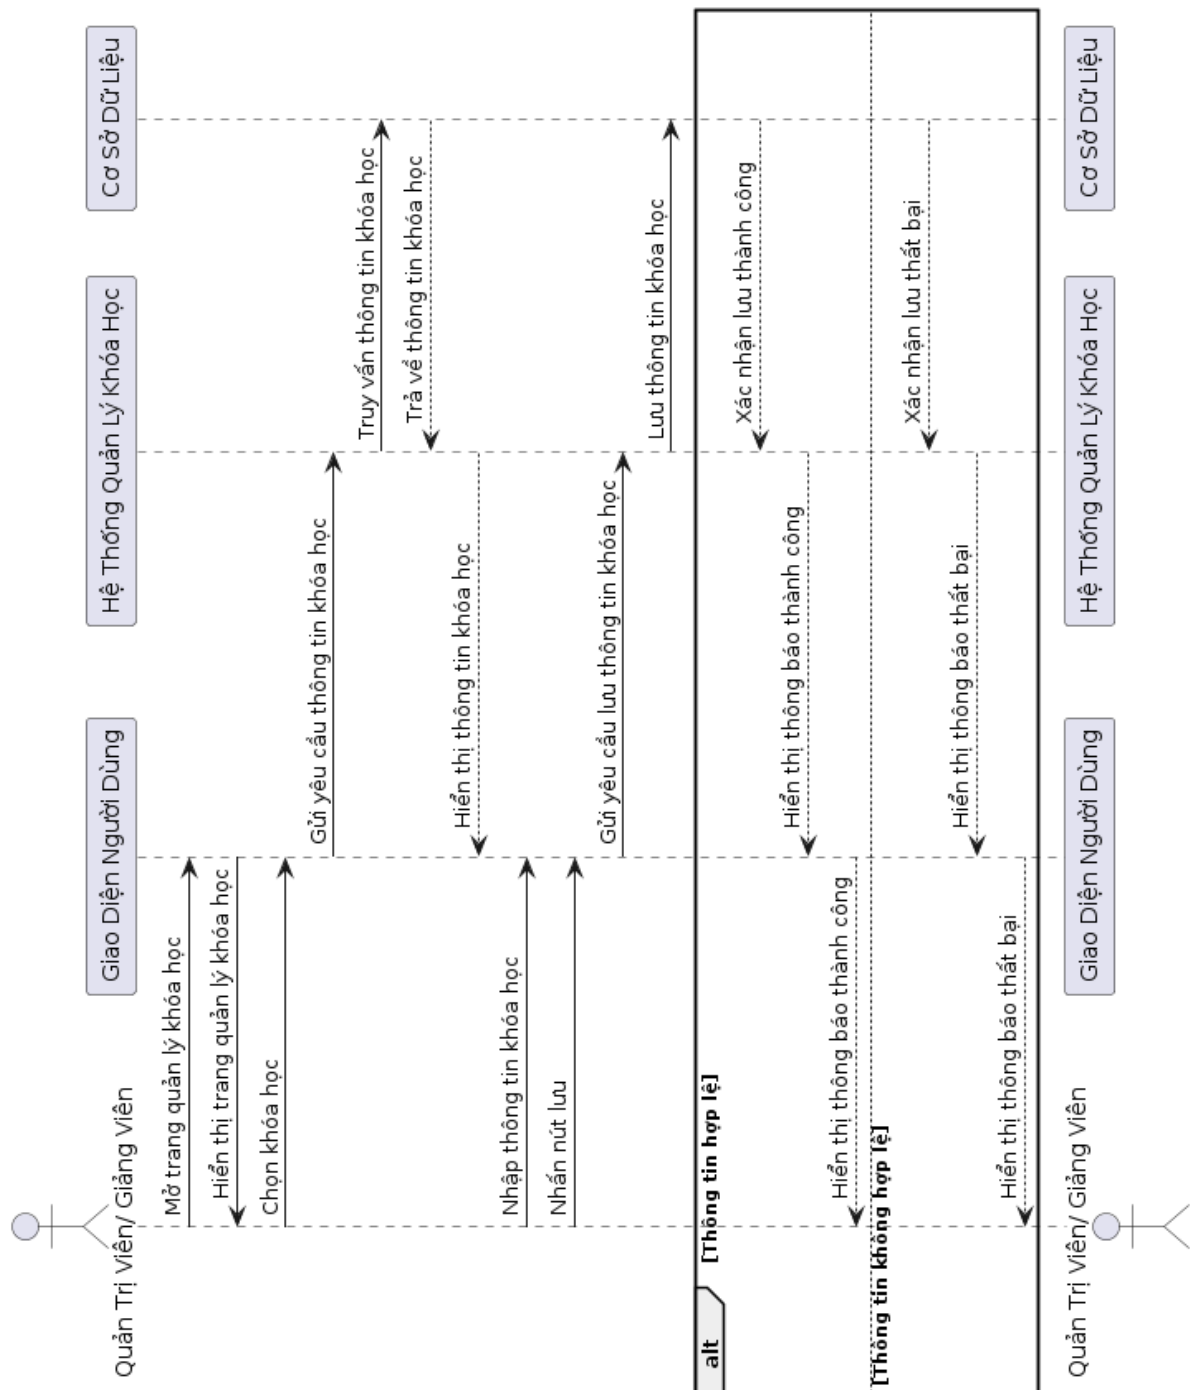 Quản Trị Viên/ Giảng Viên
Giao Diện Người Dùng
Hệ Thống Quản Lý Khóa Học
Cơ Sở Dữ Liệu
Mở trang quản lý khóa học
Hiển thị trang quản lý khóa học
Chọn khóa học
Gửi yêu cầu thông tin khóa học
Truy vấn thông tin khóa học
Trả về thông tin khóa học
Hiển thị thông tin khóa học
Nhập thông tin khóa học
Nhấn nút lưu
Gửi yêu cầu lưu thông tin khóa học
Lưu thông tin khóa học
alt
[Thông tin hợp lệ]
Xác nhận lưu thành công
Hiển thị thông báo thành công
Hiển thị thông báo thành công
[Thông tin không hợp lệ]
Xác nhận lưu thất bại
Hiển thị thông báo thất bại
Hiển thị thông báo thất bại
Quản Trị Viên/ Giảng Viên
Giao Diện Người Dùng
Hệ Thống Quản Lý Khóa Học
Cơ Sở Dữ Liệu